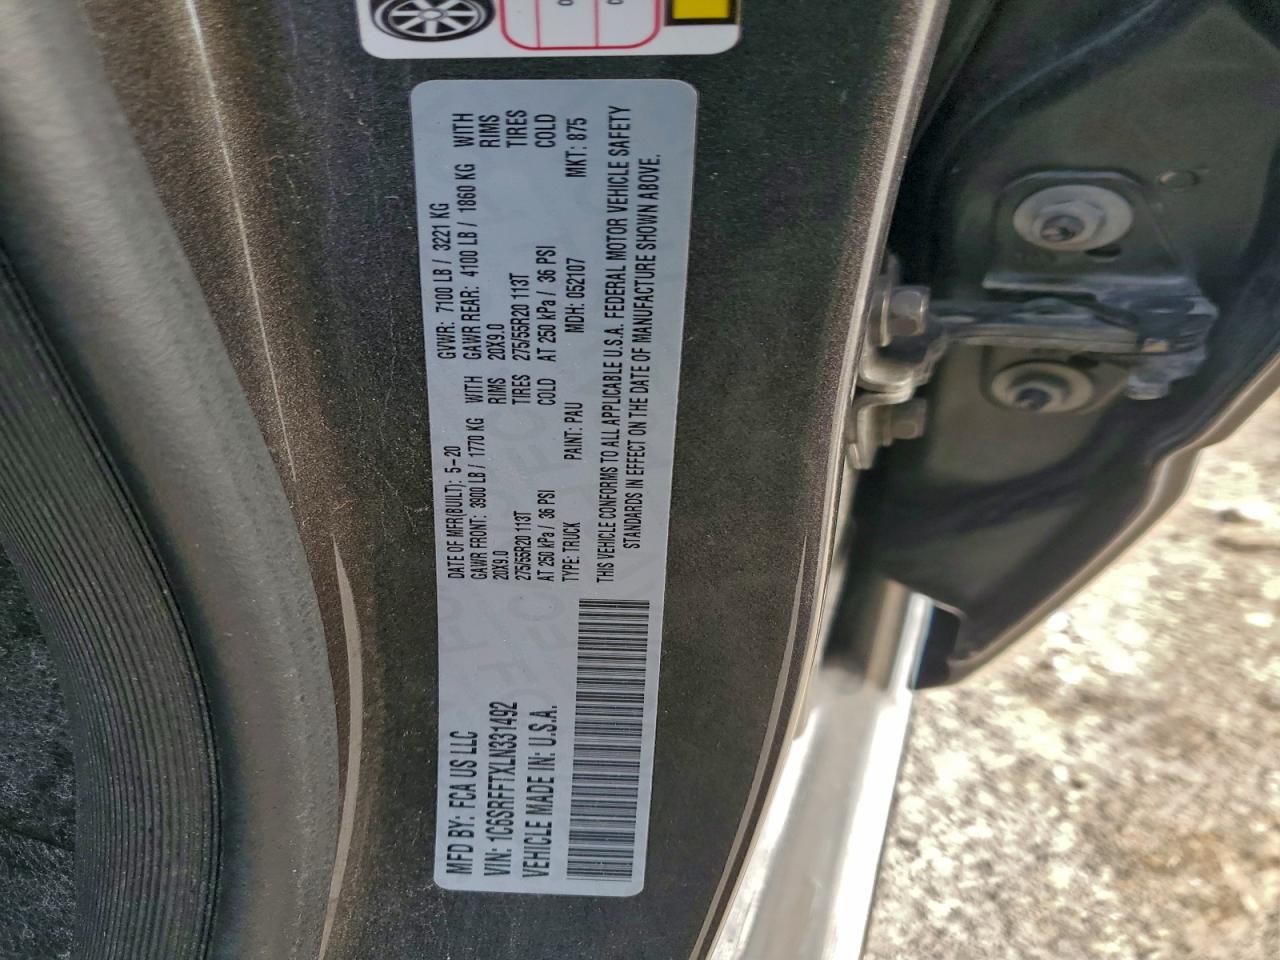 MFD BY: FCA US LLC
DATE OF MFR(BUILT): 5-20
GVWR: 7100 LB / 3221 KG
VIN: 1C6SRFFTXLN331492
GAWR FRONT: 3900 LB / 1770 KG WITH
GAWR REAR: 4100 LB / 1860 KG WITH
VEHICLE MADE IN: U.S.A.
20X9.0 RIMS
20X9.0 RIMS
275/55R20 113T TIRES
275/55R20 113T TIRES
AT 250 kPa / 36 PSI COLD
AT 250 kPa / 36 PSI COLD
TYPE: TRUCK PAINT: PAU MDH: 052107 MKT: 875
THIS VEHICLE CONFORMS TO ALL APPLICABLE U.S.A. FEDERAL MOTOR VEHICLE SAFETY
STANDARDS IN EFFECT ON THE DATE OF MANUFACTURE SHOWN ABOVE.